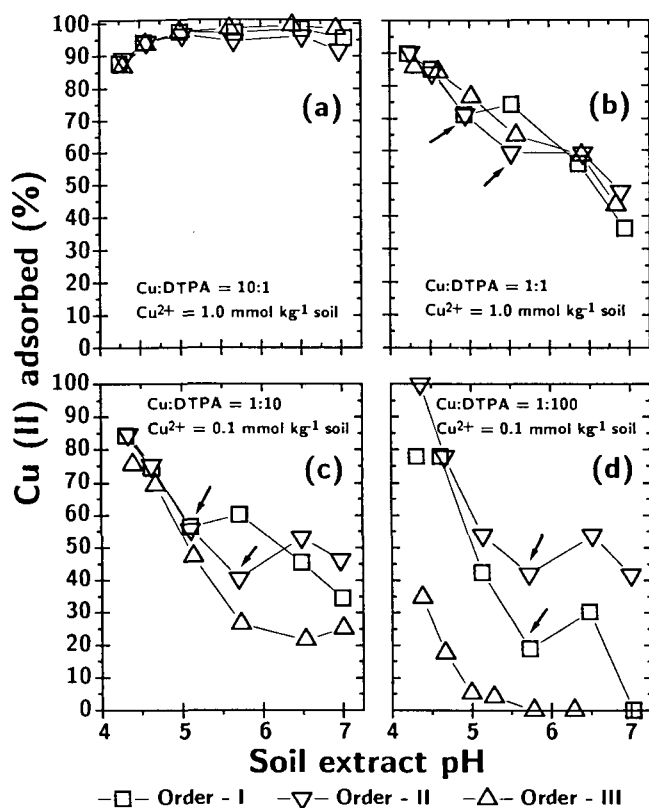 Cu (II) adsorbed (%)
100
90
80
70
60
50
40
30
20
10
0
(a)
Cu:DTPA = 10:1
Cu²⁺ = 1.0 mmol kg⁻¹ soil
(b)
Cu:DTPA = 1:1
Cu²⁺ = 1.0 mmol kg⁻¹ soil
100
90
80
70
60
50
40
30
20
10
0
Cu:DTPA = 1:10
Cu²⁺ = 0.1 mmol kg⁻¹ soil
(c)
Cu:DTPA = 1:100
Cu²⁺ = 0.1 mmol kg⁻¹ soil
(d)
4 5 6 7 4 5 6 7
Soil extract pH
Order - I Order - II Order - III